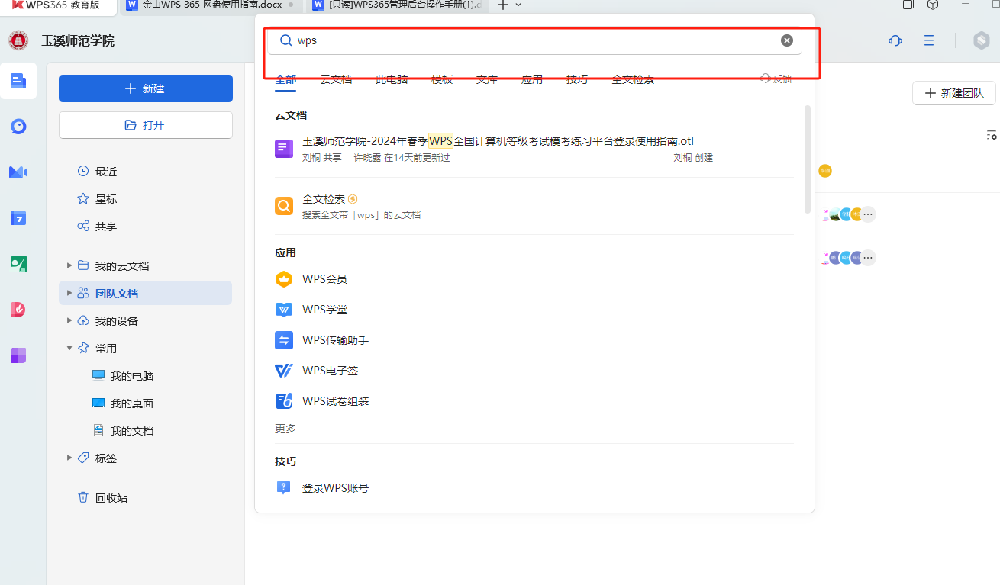 WPS365 教育版
金山WPS 365 网盘使用指南.docx
[只读]WPS365管理后台操作手册(1).d
玉溪师范学院
wps
全部 云文档 此电脑 模板 文库 应用 技巧 全文检索 反馈
新建
打开
新建团队
最近
星标
共享
我的云文档
团队文档
我的设备
常用
我的电脑
我的桌面
我的文档
标签
回收站
云文档
玉溪师范学院-2024年春季WPS全国计算机等级考试模考练习平台登录使用指南.otl
刘桐 共享 许晓露 在14天前更新过 刘桐 创建
全文检索
搜索全文带「wps」的云文档
应用
WPS会员
WPS学堂
WPS传输助手
WPS电子签
WPS试卷组装
更多
技巧
登录WPS账号